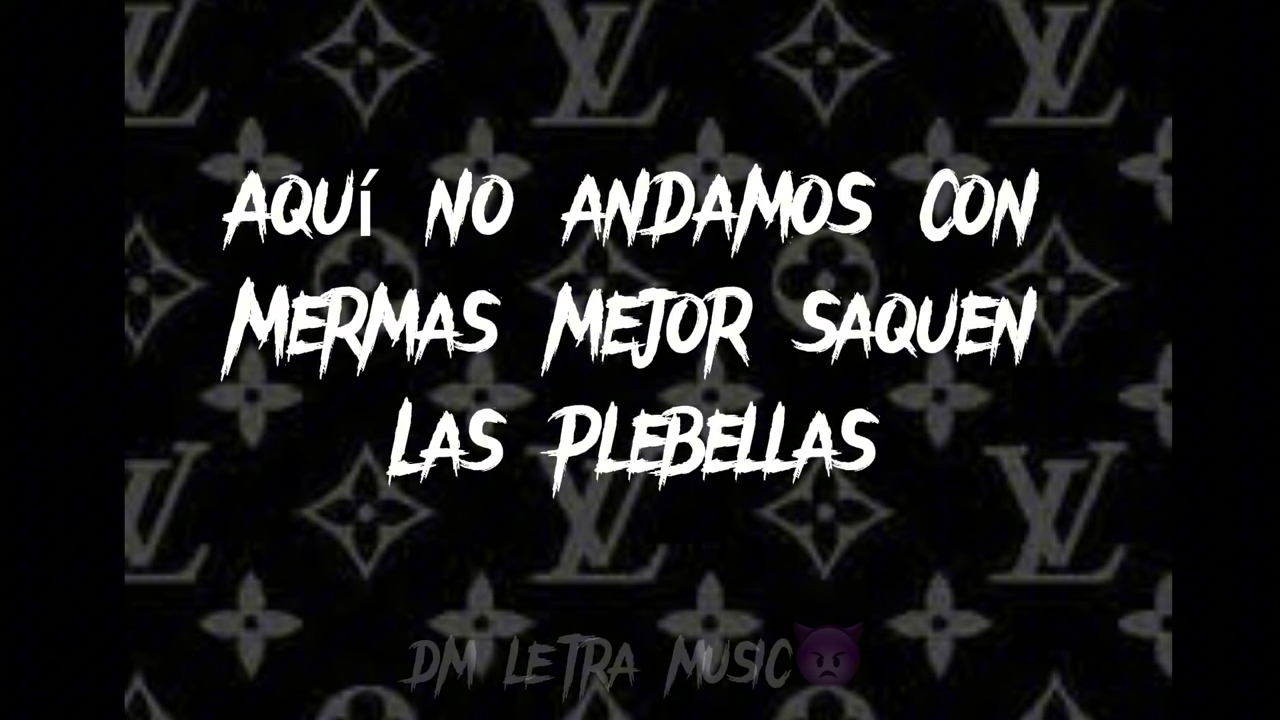 AQUÍ NO ANDAMOS CON
MERMAS MEJOR SAQUEN
LAS PLEBELLAS
DM LETRA MUSIC😈